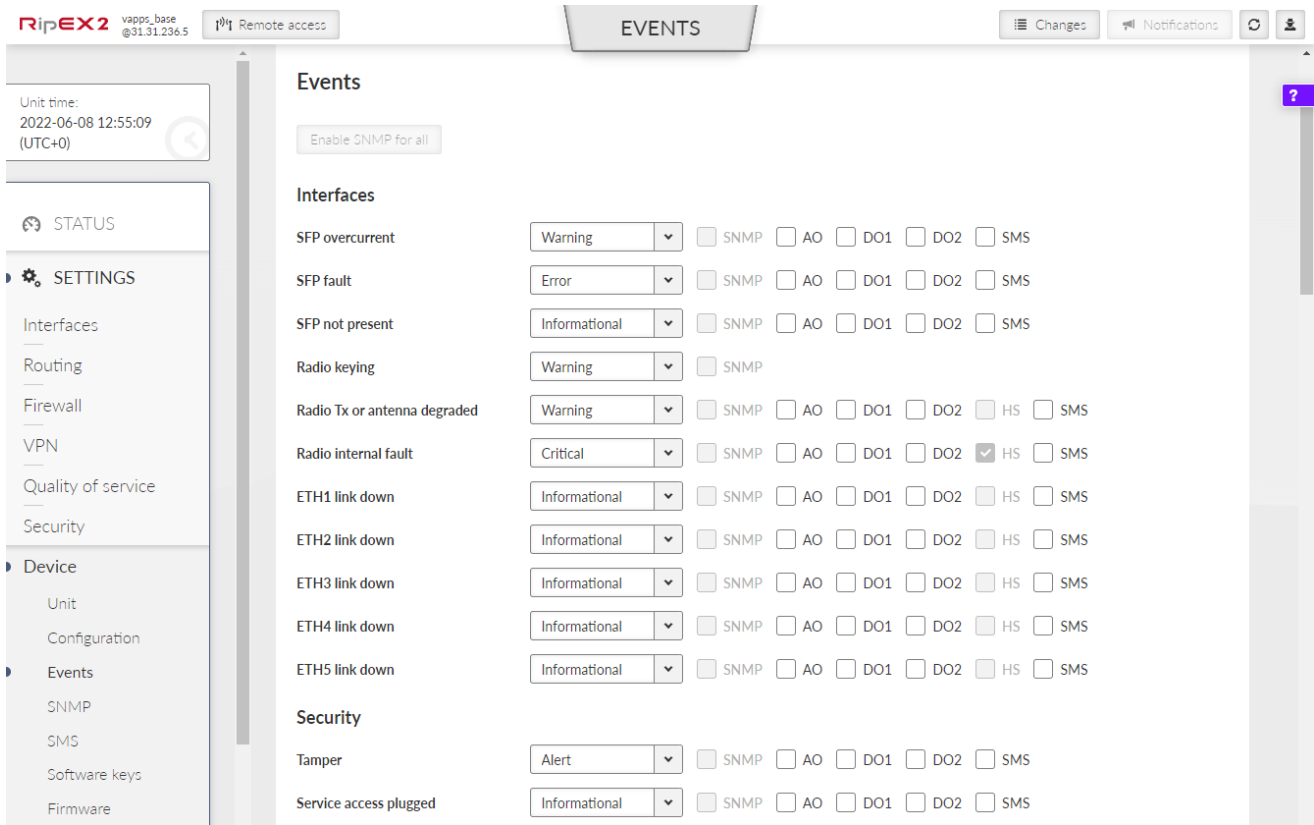 RipEX2 vapps_base @31.31.236.5 Remote access EVENTS Changes Notifications
?
Unit time:
2022-06-08 12:55:09
(UTC+0)
STATUS
SETTINGS
Interfaces
Routing
Firewall
VPN
Quality of service
Security
Device
Unit
Configuration
Events
SNMP
SMS
Software keys
Firmware
Events
Enable SNMP for all
Interfaces
SFP overcurrent Warning SNMP AO DO1 DO2 SMS
SFP fault Error SNMP AO DO1 DO2 SMS
SFP not present Informational SNMP AO DO1 DO2 SMS
Radio keying Warning SNMP
Radio Tx or antenna degraded Warning SNMP AO DO1 DO2 HS SMS
Radio internal fault Critical SNMP AO DO1 DO2 HS SMS
ETH1 link down Informational SNMP AO DO1 DO2 HS SMS
ETH2 link down Informational SNMP AO DO1 DO2 HS SMS
ETH3 link down Informational SNMP AO DO1 DO2 HS SMS
ETH4 link down Informational SNMP AO DO1 DO2 HS SMS
ETH5 link down Informational SNMP AO DO1 DO2 HS SMS
Security
Tamper Alert SNMP AO DO1 DO2 SMS
Service access plugged Informational SNMP AO DO1 DO2 SMS